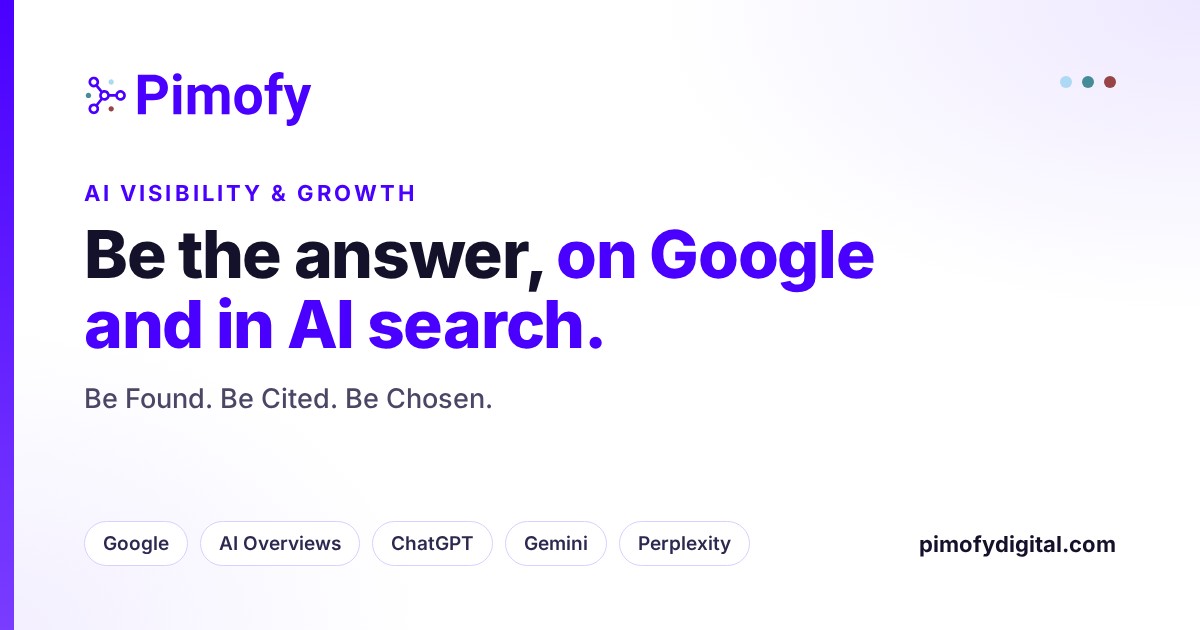 Pimofy
AI VISIBILITY & GROWTH
Be the answer, on Google
and in AI search.
Be Found. Be Cited. Be Chosen.
Google
AI Overviews
ChatGPT
Gemini
Perplexity
pimofydigital.com